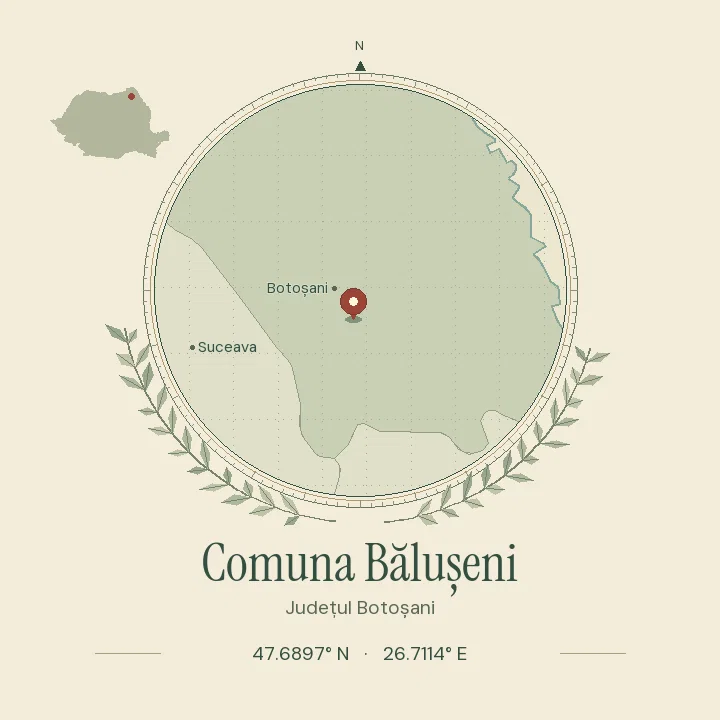 N
Botoșani
Suceava
Comuna Bălușeni
Județul Botoșani
47.6897° N · 26.7114° E